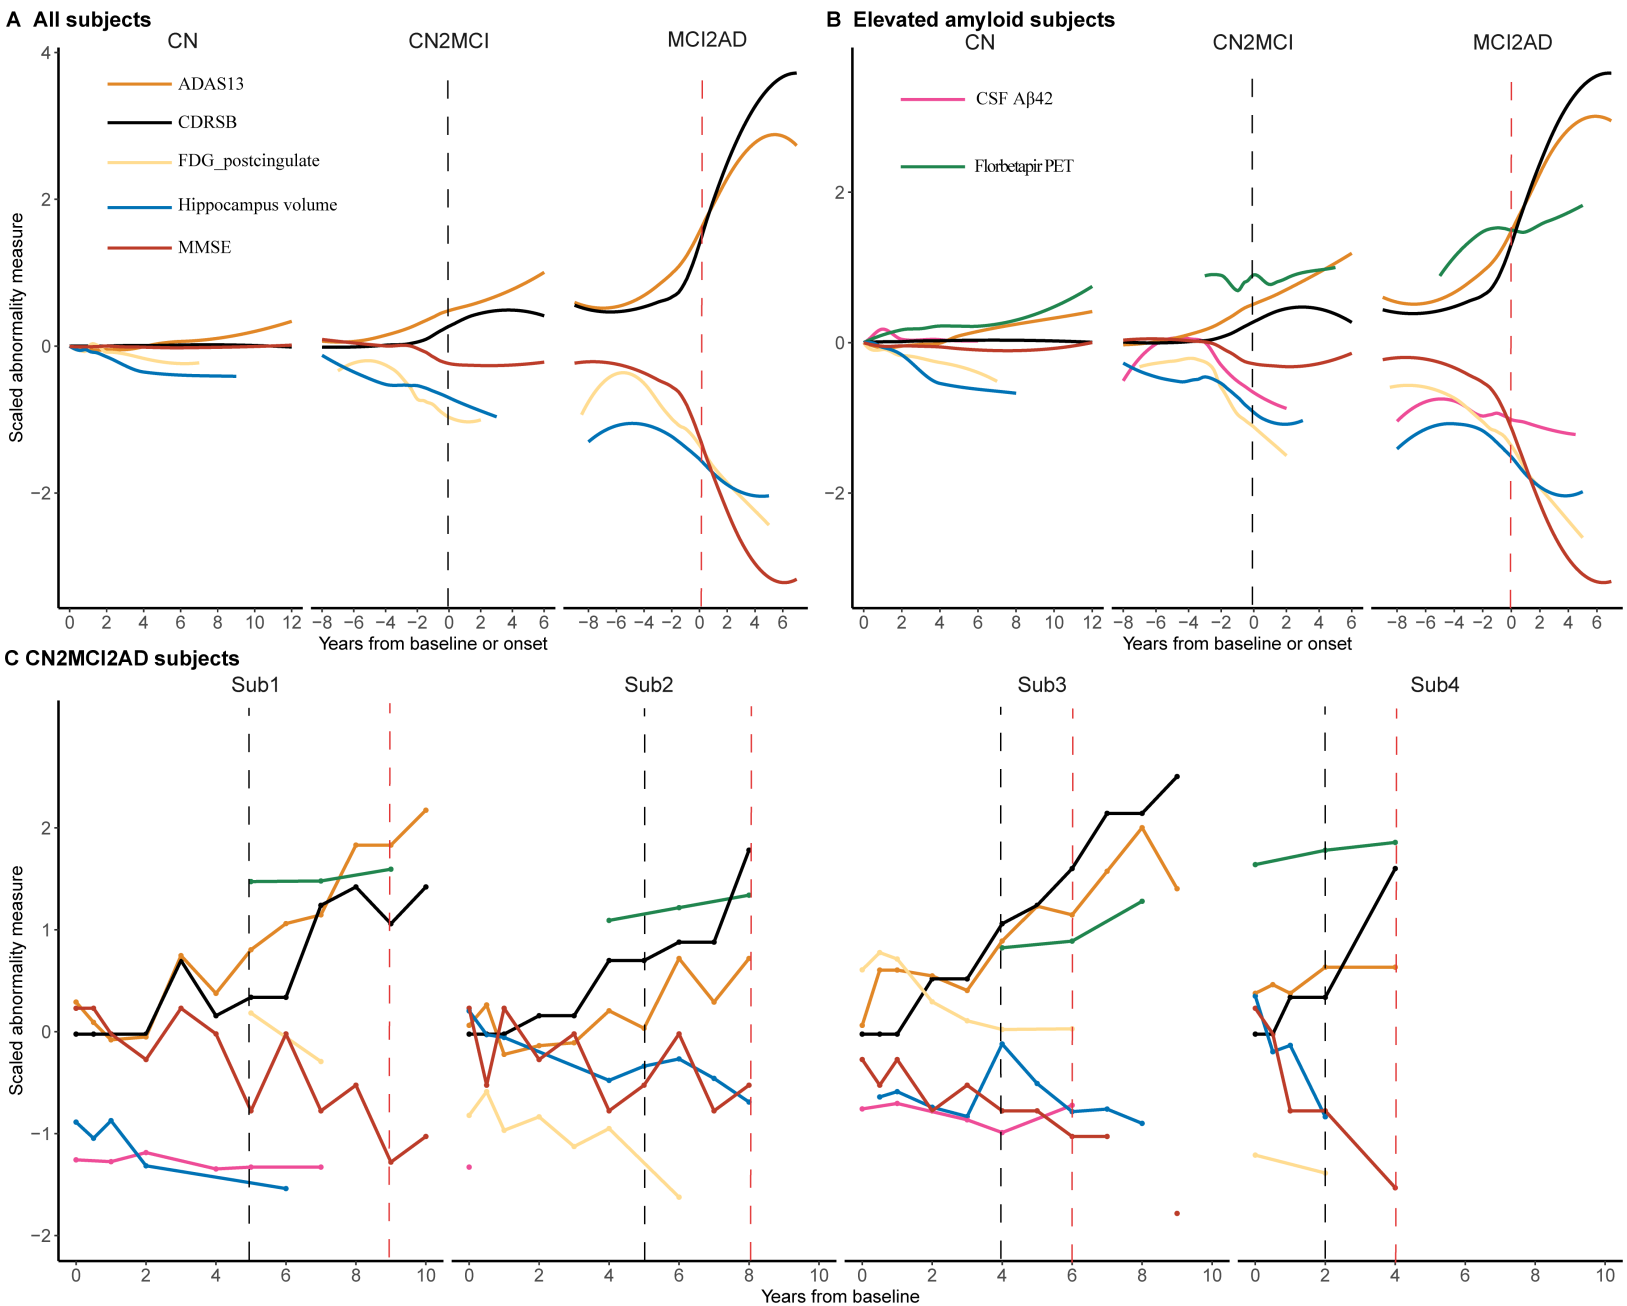 A All subjects
CN CN2MCI MCI2AD
4
2
0
−2
Scaled abnormality measure
ADAS13
CDRSB
FDG_postcingulate
Hippocampus volume
MMSE
0 2 4 6 8 10 12
−8 −6 −4 −2 0 2 4 6
−8 −6 −4 −2 0 2 4 6
Years from baseline or onset
B Elevated amyloid subjects
CN CN2MCI MCI2AD
2
0
−2
CSF Aβ42
Florbetapir PET
0 2 4 6 8 10 12
−8 −6 −4 −2 0 2 4 6
−8 −6 −4 −2 0 2 4 6
Years from baseline or onset
C CN2MCI2AD subjects
Sub1 Sub2 Sub3 Sub4
2
1
0
−1
−2
Scaled abnormality measure
0 2 4 6 8 10
0 2 4 6 8 10
0 2 4 6 8 10
0 2 4 6 8 10
Years from baseline